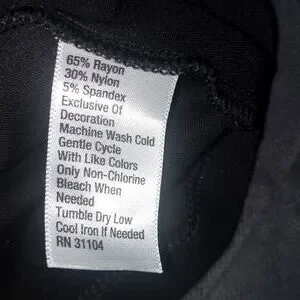 65% Rayon
30% Nylon
5% Spandex
Exclusive Of
Decoration
Machine Wash Cold
Gentle Cycle
With Like Colors
Only Non-Chlorine
Bleach When
Needed
Tumble Dry Low
Cool Iron If Needed
RN 31104